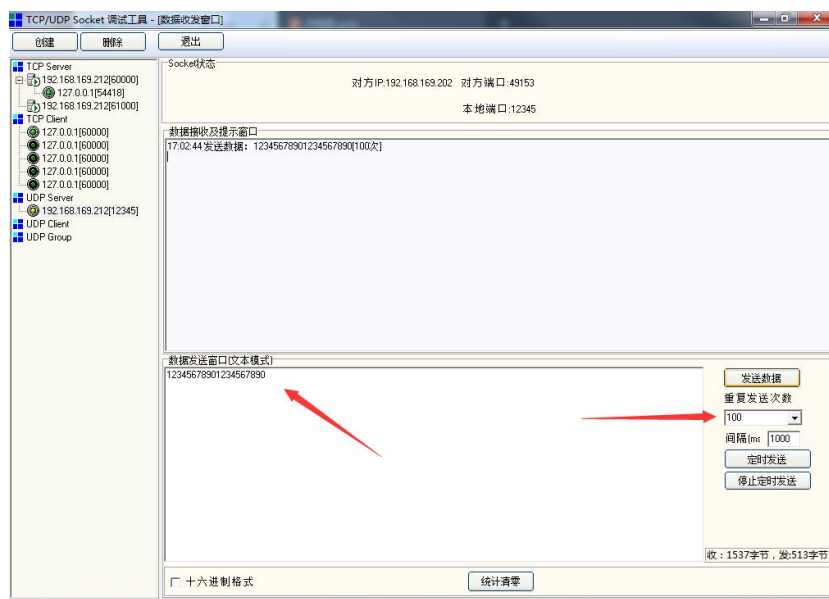 TCP/UDP Socket 调试工具 - [数据收发窗口]
创建 删除 退出
TCP Server
192.168.169.212[60000]
127.0.0.1[54418]
192.168.169.212[61000]
TCP Client
127.0.0.1[60000]
127.0.0.1[60000]
127.0.0.1[60000]
127.0.0.1[60000]
127.0.0.1[60000]
UDP Server
192.168.169.212[12345]
UDP Client
UDP Group
Socket状态
对方IP:192.168.169.202 对方端口:49153
本地端口:12345
数据接收及提示窗口
17:02:44 发送数据：12345678901234567890[100次]
数据发送窗口(文本模式)
12345678901234567890
发送数据
重复发送次数
100
间隔(ms 1000
定时发送
停止定时发送
收：1537字节，发:513字节
十六进制格式
统计清零